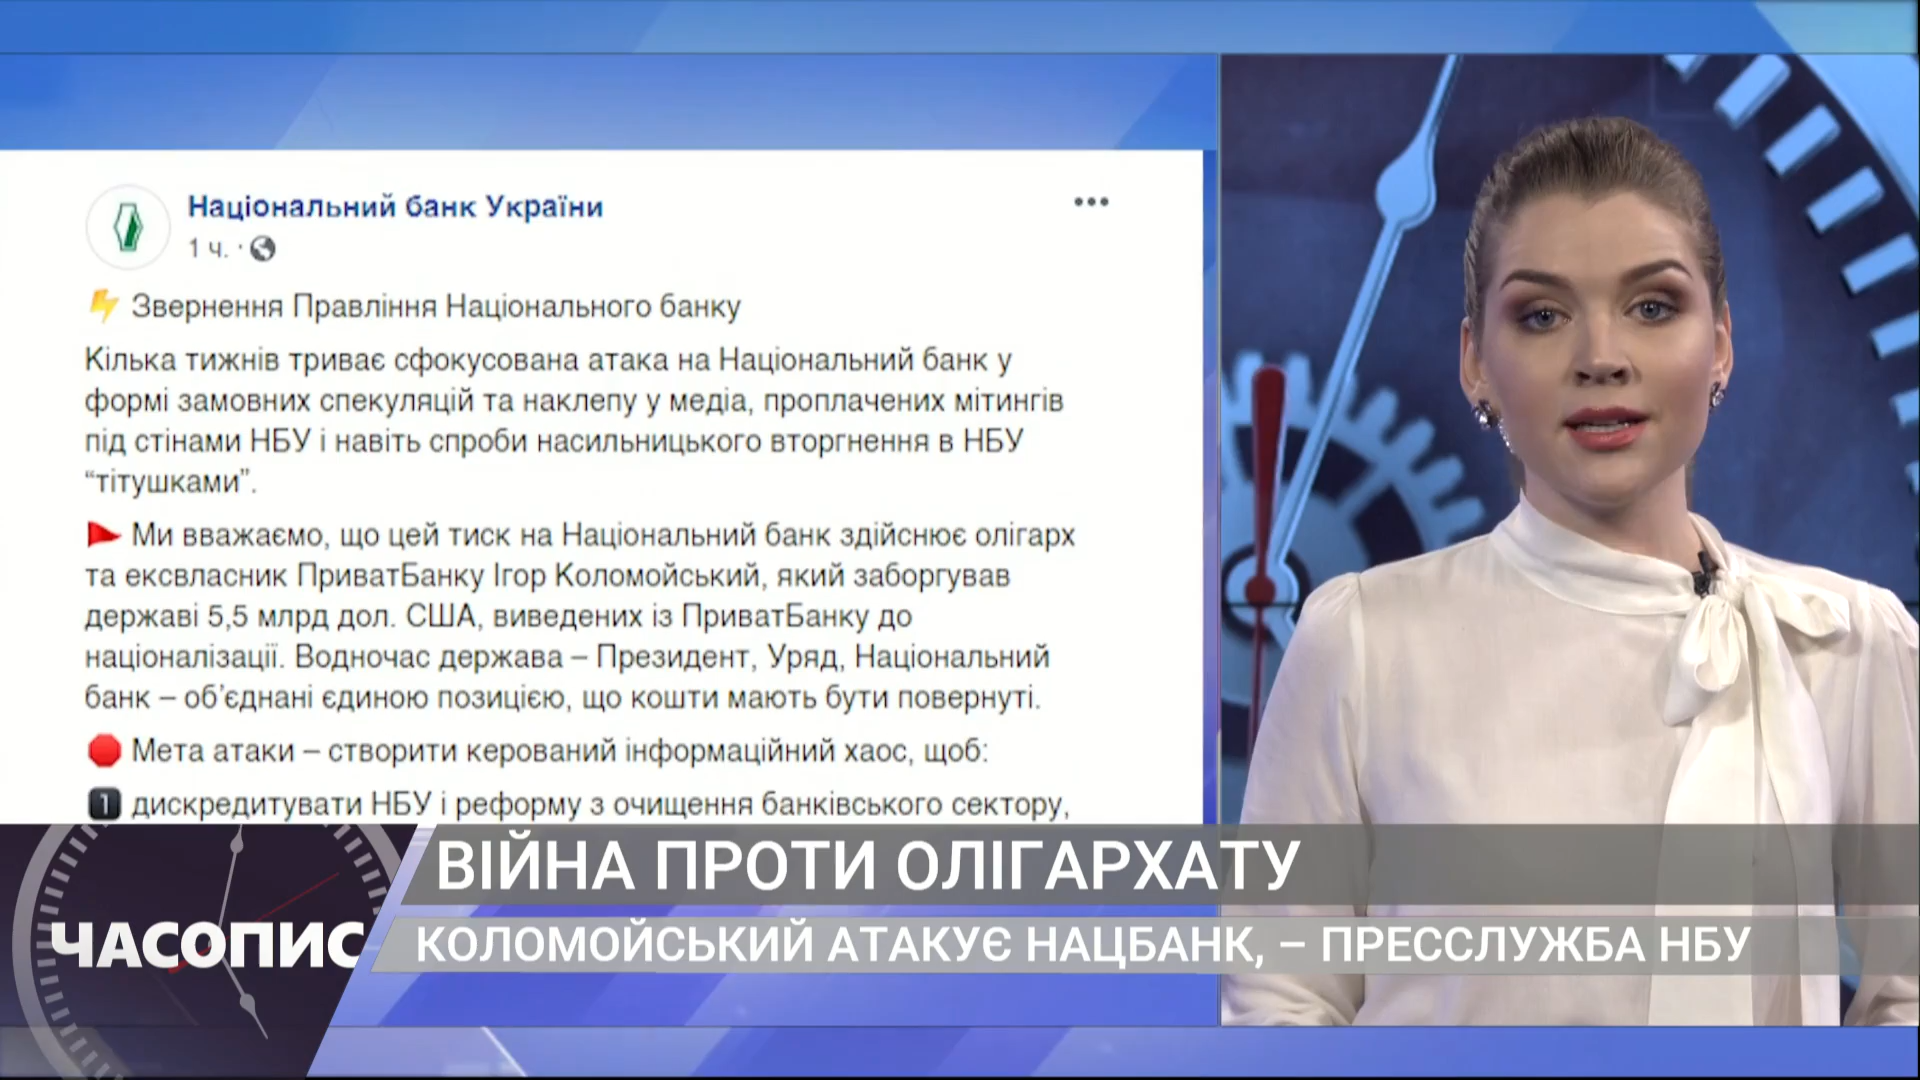 Національний банк України
1 ч. ·
Звернення Правління Національного банку
Кілька тижнів триває сфокусована атака на Національний банк у
формі замовних спекуляцій та наклепу у медіа, проплачених мітингів
під стінами НБУ і навіть спроби насильницького вторгнення в НБУ
“тітушками”.
Ми вважаємо, що цей тиск на Національний банк здійснює олігарх
та ексвласник ПриватБанку Ігор Коломойський, який заборгував
державі 5,5 млрд дол. США, виведених із ПриватБанку до
націоналізації. Водночас держава – Президент, Уряд, Національний
банк – об’єднані єдиною позицією, що кошти мають бути повернуті.
Мета атаки – створити керований інформаційний хаос, щоб:
1 дискредитувати НБУ і реформу з очищення банківського сектору,
ВІЙНА ПРОТИ ОЛІГАРХАТУ
ЧАСОПИС
КОЛОМОЙСЬКИЙ АТАКУЄ НАЦБАНК, – ПРЕССЛУЖБА НБУ